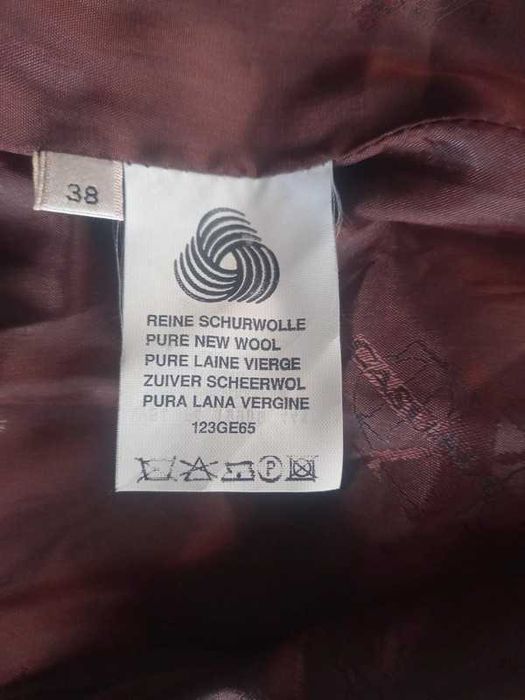 38
REINE SCHURWOLLE
PURE NEW WOOL
PURE LAINE VIERGE
ZUIVER SCHEERWOL
PURA LANA VERGINE
123GE65
P